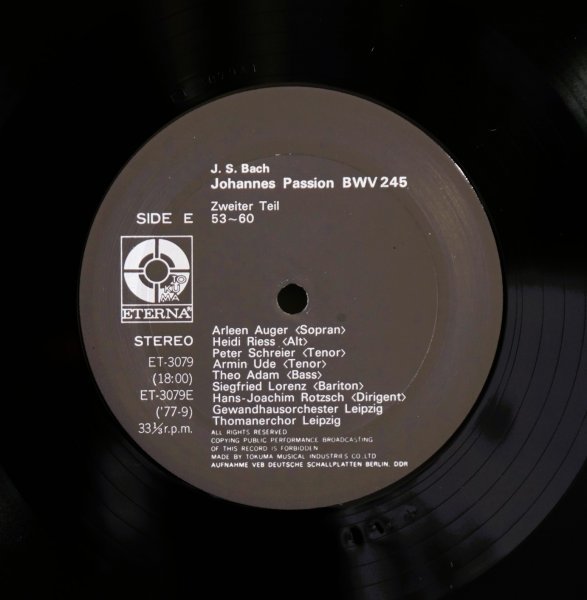 J. S. Bach
Johannes Passion BWV 245
Zweiter Teil
53~60
SIDE E
TO
KU
MA
ETERNA
STEREO
ET-3079
(18:00)
ET-3079E
('77-9)
33⅓r.p.m.
Arleen Auger <Sopran>
Heidi Riess <Alt>
Peter Schreier <Tenor>
Armin Ude <Tenor>
Theo Adam <Bass>
Siegfried Lorenz <Bariton>
Hans-Joachim Rotzsch <Dirigent>
Gewandhausorchester Leipzig
Thomanerchor Leipzig
ALL RIGHTS RESERVED
COPYING PUBLIC PERFORMANCE BROADCASTING
OF THIS RECORD IS FORBIDDEN
MADE BY TOKUMA MUSICAL INDUSTRIES CO.,LTD
AUFNAHME VEB DEUTSCHE SCHALLPLATTEN BERLIN. DDR